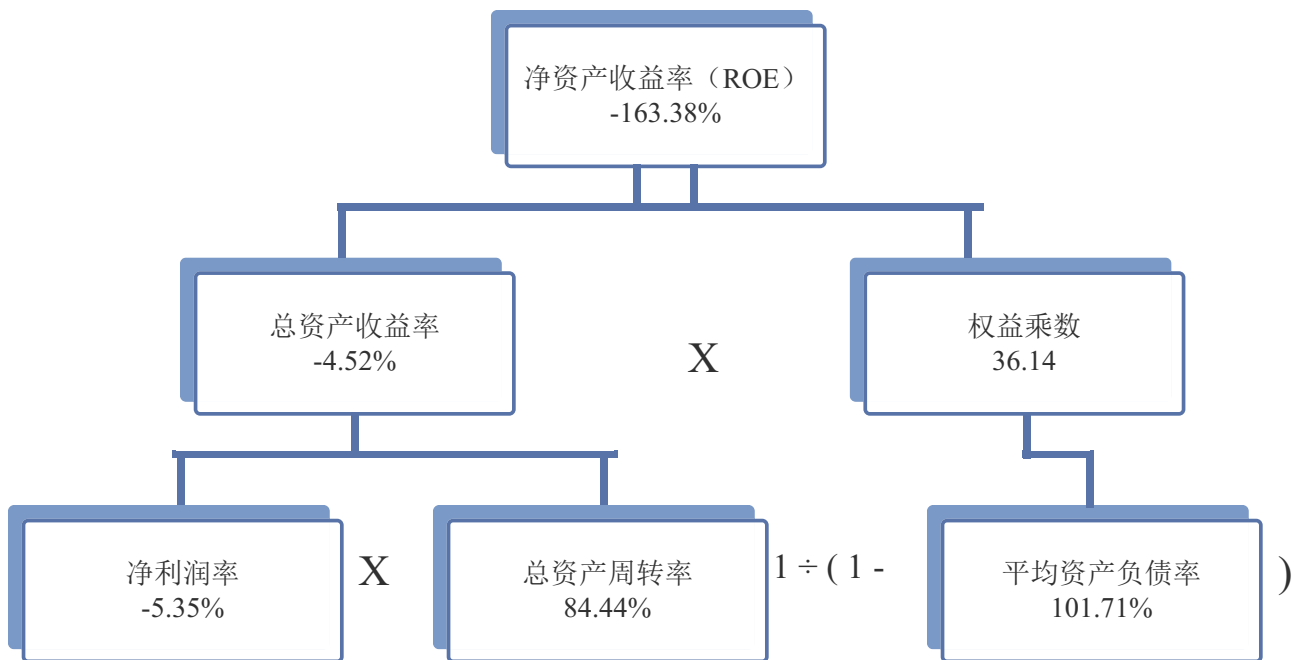 净资产收益率（ROE）
-163.38%
总资产收益率
-4.52%
X
权益乘数
36.14
净利润率
-5.35%
X
总资产周转率
84.44%
1 ÷ ( 1 -
平均资产负债率
101.71%
)